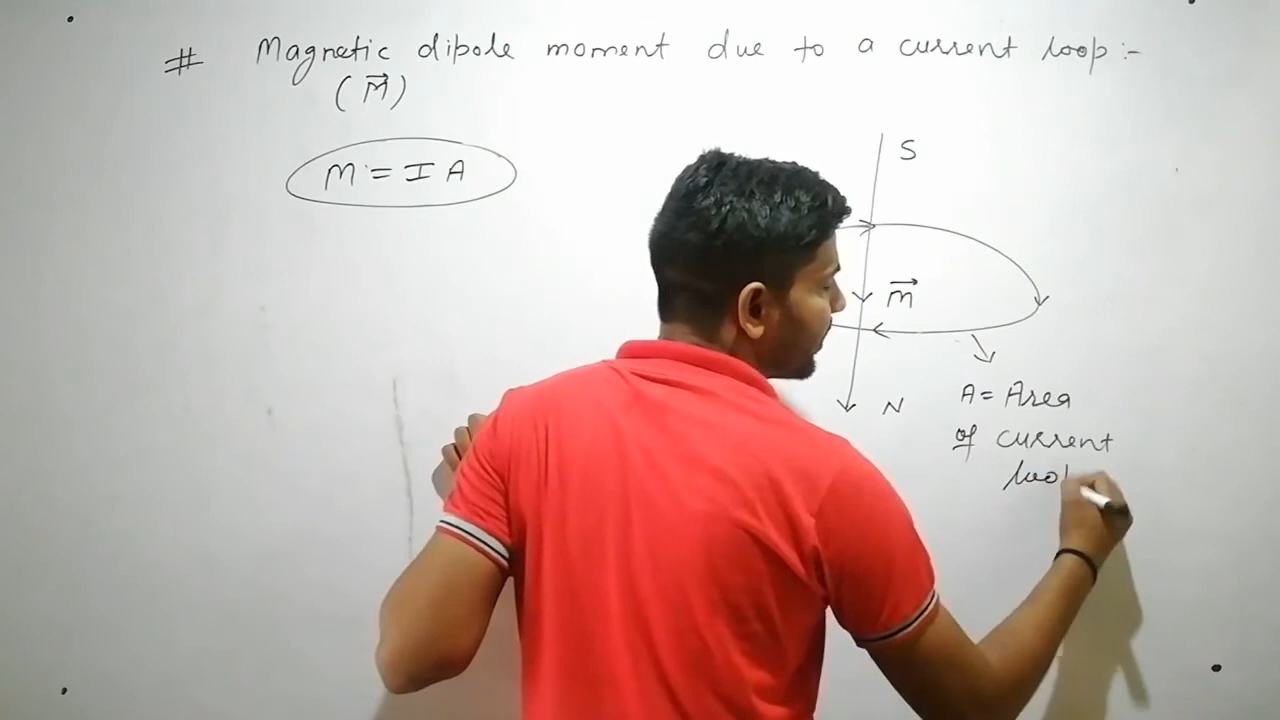 # Magnetic dipole moment due to a current loop :-
(M⃗)
M = I A
S
M⃗
N
A = Area
of current